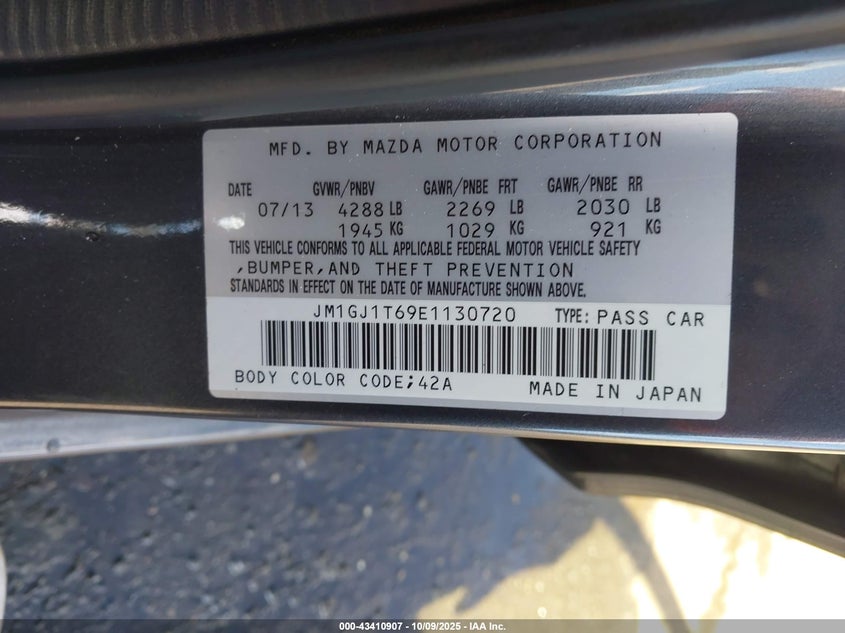 MFD. BY MAZDA MOTOR CORPORATION
DATE GVWR/PNBV GAWR/PNBE FRT GAWR/PNBE RR
07/13 4288 LB 2269 LB 2030 LB
1945 KG 1029 KG 921 KG
THIS VEHICLE CONFORMS TO ALL APPLICABLE FEDERAL MOTOR VEHICLE SAFETY
,BUMPER,AND THEFT PREVENTION
STANDARDS IN EFFECT ON THE DATE OF MANUFACTURE SHOWN ABOVE.
JM1GJ1T69E1130720 TYPE: PASS CAR
BODY COLOR CODE;42A MADE IN JAPAN
000-43410907 - 10/09/2025 - IAA Inc.